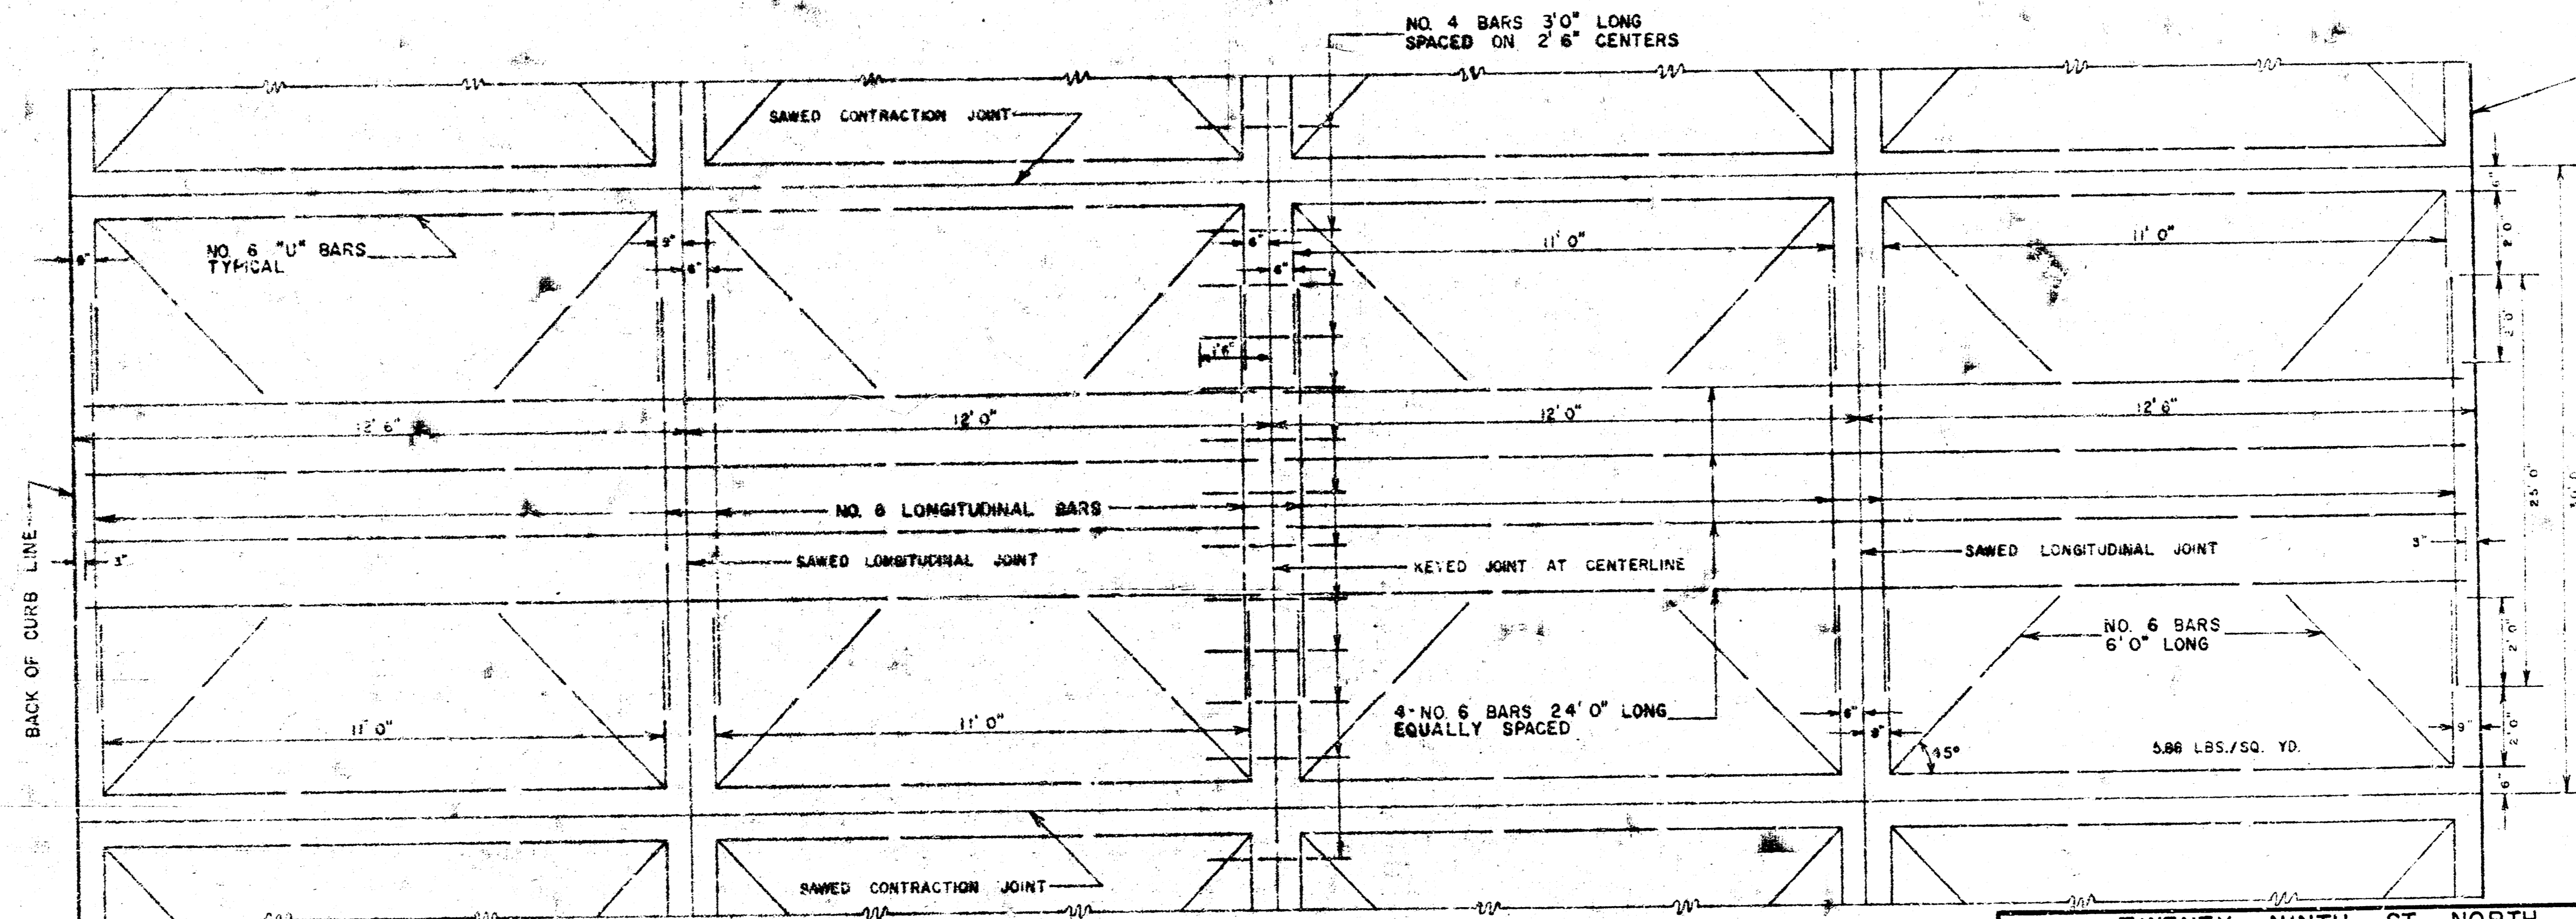 NO. 4 BARS 3'0" LONG
SPACED ON 2'6" CENTERS
SAWED CONTRACTION JOINT
NO. 6 "U" BARS
TYPICAL
9"
9"
6"
6"
6"
11'0"
11'0"
6"
2'0"
2'0"
1'6"
12'6"
12'0"
12'0"
12'6"
25'0"
NO. 6 LONGITUDINAL BARS
BACK OF CURB LINE
3"
SAWED LONGITUDINAL JOINT
KEYED JOINT AT CENTERLINE
SAWED LONGITUDINAL JOINT
3"
NO. 6 BARS
6'0" LONG
2'0"
4-NO. 6 BARS 24'0" LONG
EQUALLY SPACED
11'0"
11'0"
6"
45°
5.88 LBS./SQ. YD.
9"
2'0"
6"
SAWED CONTRACTION JOINT
TWENTY NINTH ST. NORTH